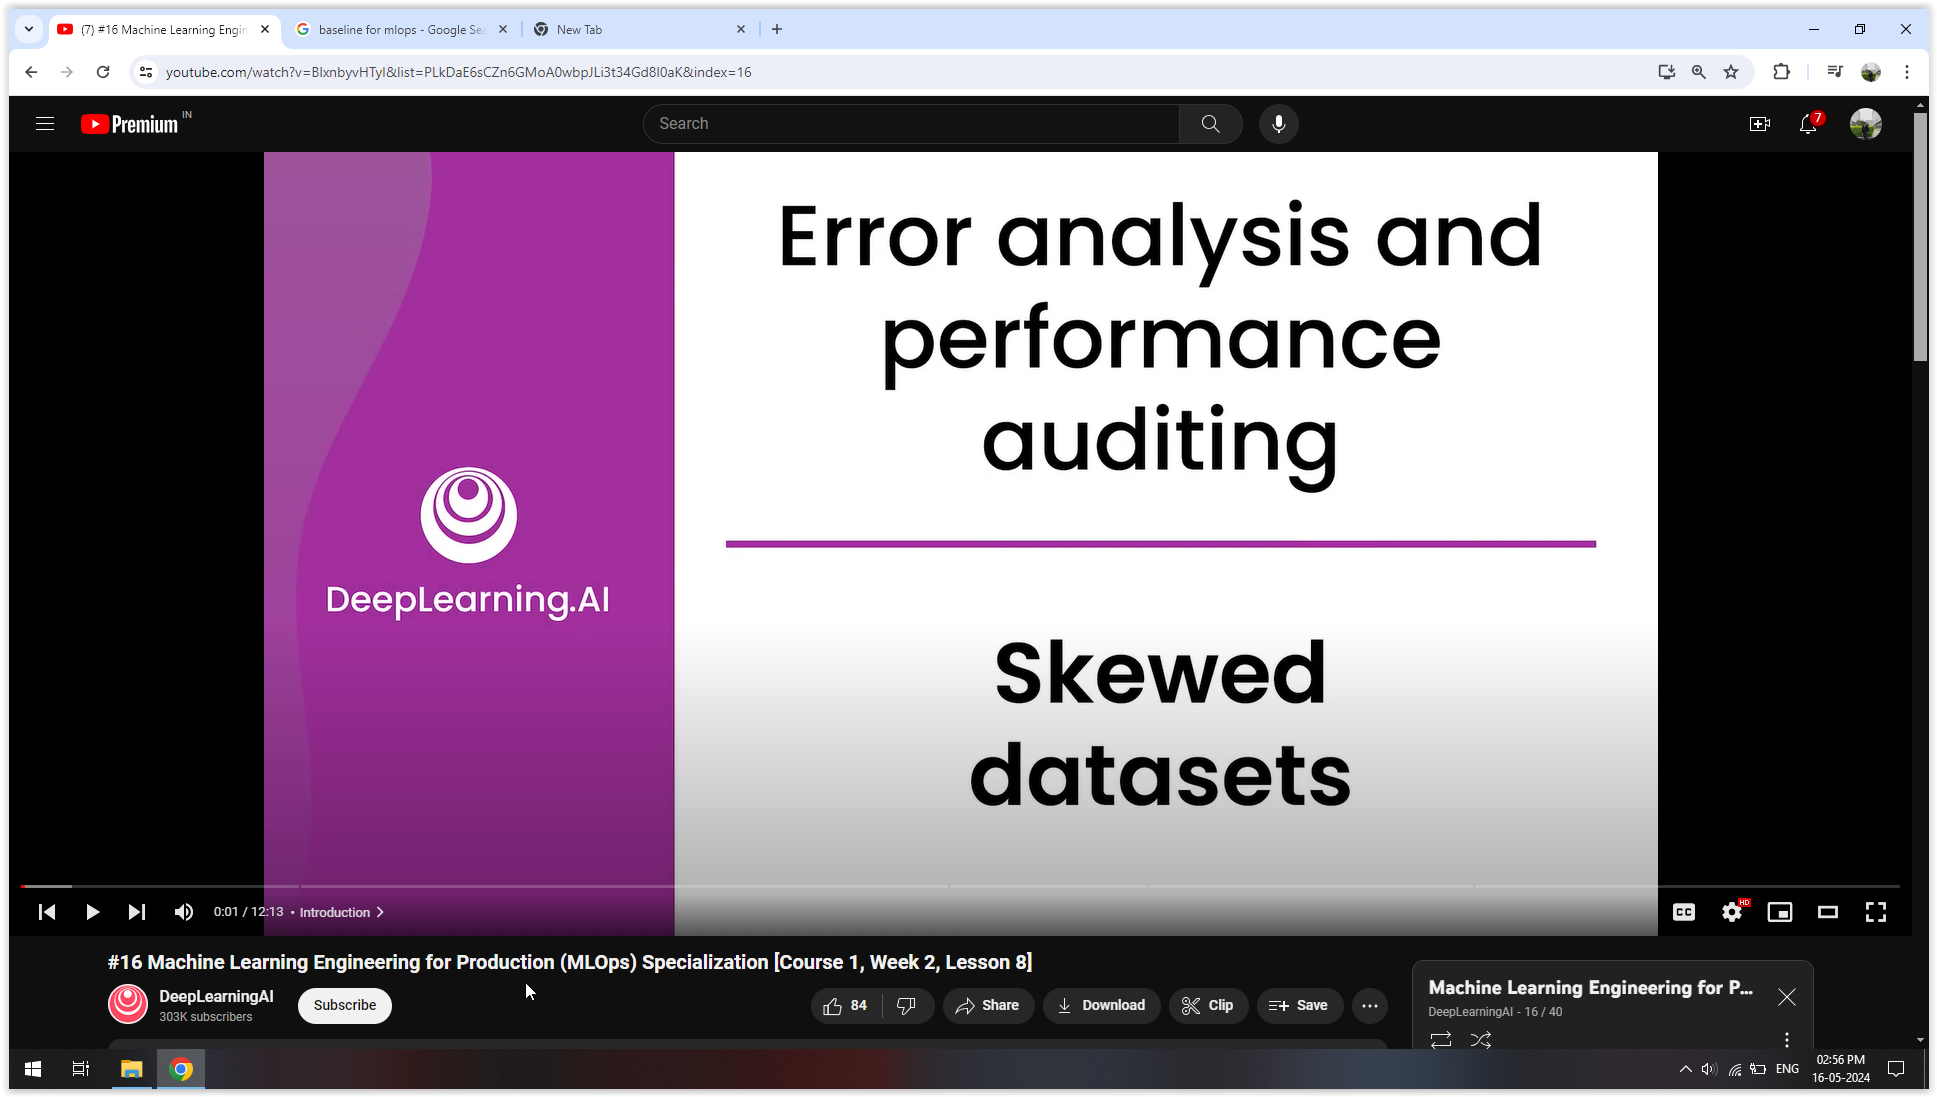 (7) #16 Machine Learning Engin
baseline for mlops - Google Sea
New Tab
youtube.com/watch?v=BIxnbyvHTyI&list=PLkDaE6sCZn6GMoA0wbpJLi3t34Gd8l0aK&index=16
Premium IN
Search
7
Error analysis and
performance
auditing
DeepLearning.AI
Skewed
datasets
0:01 / 12:13 • Introduction
CC
HD
#16 Machine Learning Engineering for Production (MLOps) Specialization [Course 1, Week 2, Lesson 8]
DeepLearningAI
303K subscribers
Subscribe
84
Share
Download
Clip
Save
Machine Learning Engineering for P...
DeepLearningAI - 16 / 40
ENG
02:56 PM
16-05-2024